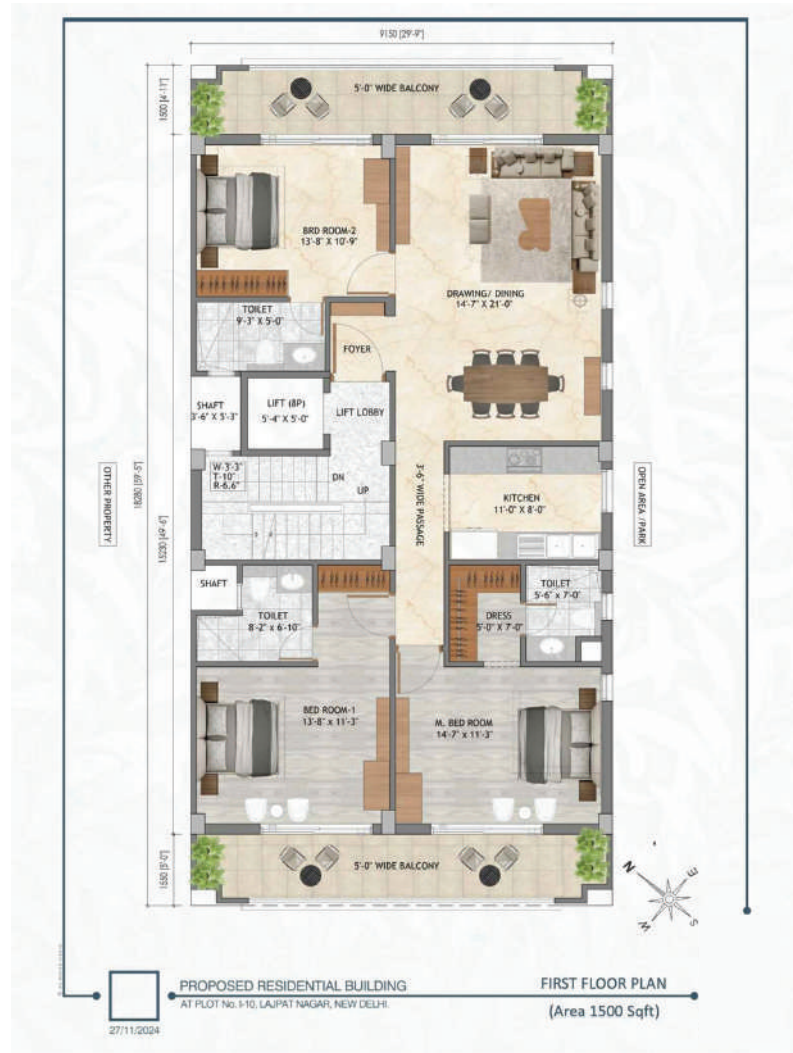 9150 [29'-9"]
1500 [4'-11"]
5'-0" WIDE BALCONY
BRD ROOM-2
13'-8" X 10'-9"
DRAWING/ DINING
14'-7" X 21'-0"
TOILET
9'-3" X 5'-0"
FOYER
SHAFT
3'-6" X 5'-3"
LIFT (8P)
5'-4" X 5'-0"
LIFT LOBBY
W-3'-3"
T-10"
R-6.6"
DN
UP
3'-6" WIDE PASSAGE
KITCHEN
11'-0" X 8'-0"
OTHER PROPERTY
18280 [59'-5"]
OPEN AREA /PARK
SHAFT
TOILET
8'-2" x 6'-10"
DRESS
5'-0" X 7'-0"
TOILET
5'-6" x 7'-0"
BED ROOM-1
13'-8" x 11'-3"
M. BED ROOM
14'-7" x 11'-3"
1550 [5'-0"]
5'-0" WIDE BALCONY
N
E
S
W
PROPOSED RESIDENTIAL BUILDING
AT PLOT No. I-10, LAJPAT NAGAR, NEW DELHI.
27/11/2024
FIRST FLOOR PLAN
(Area 1500 Sqft)